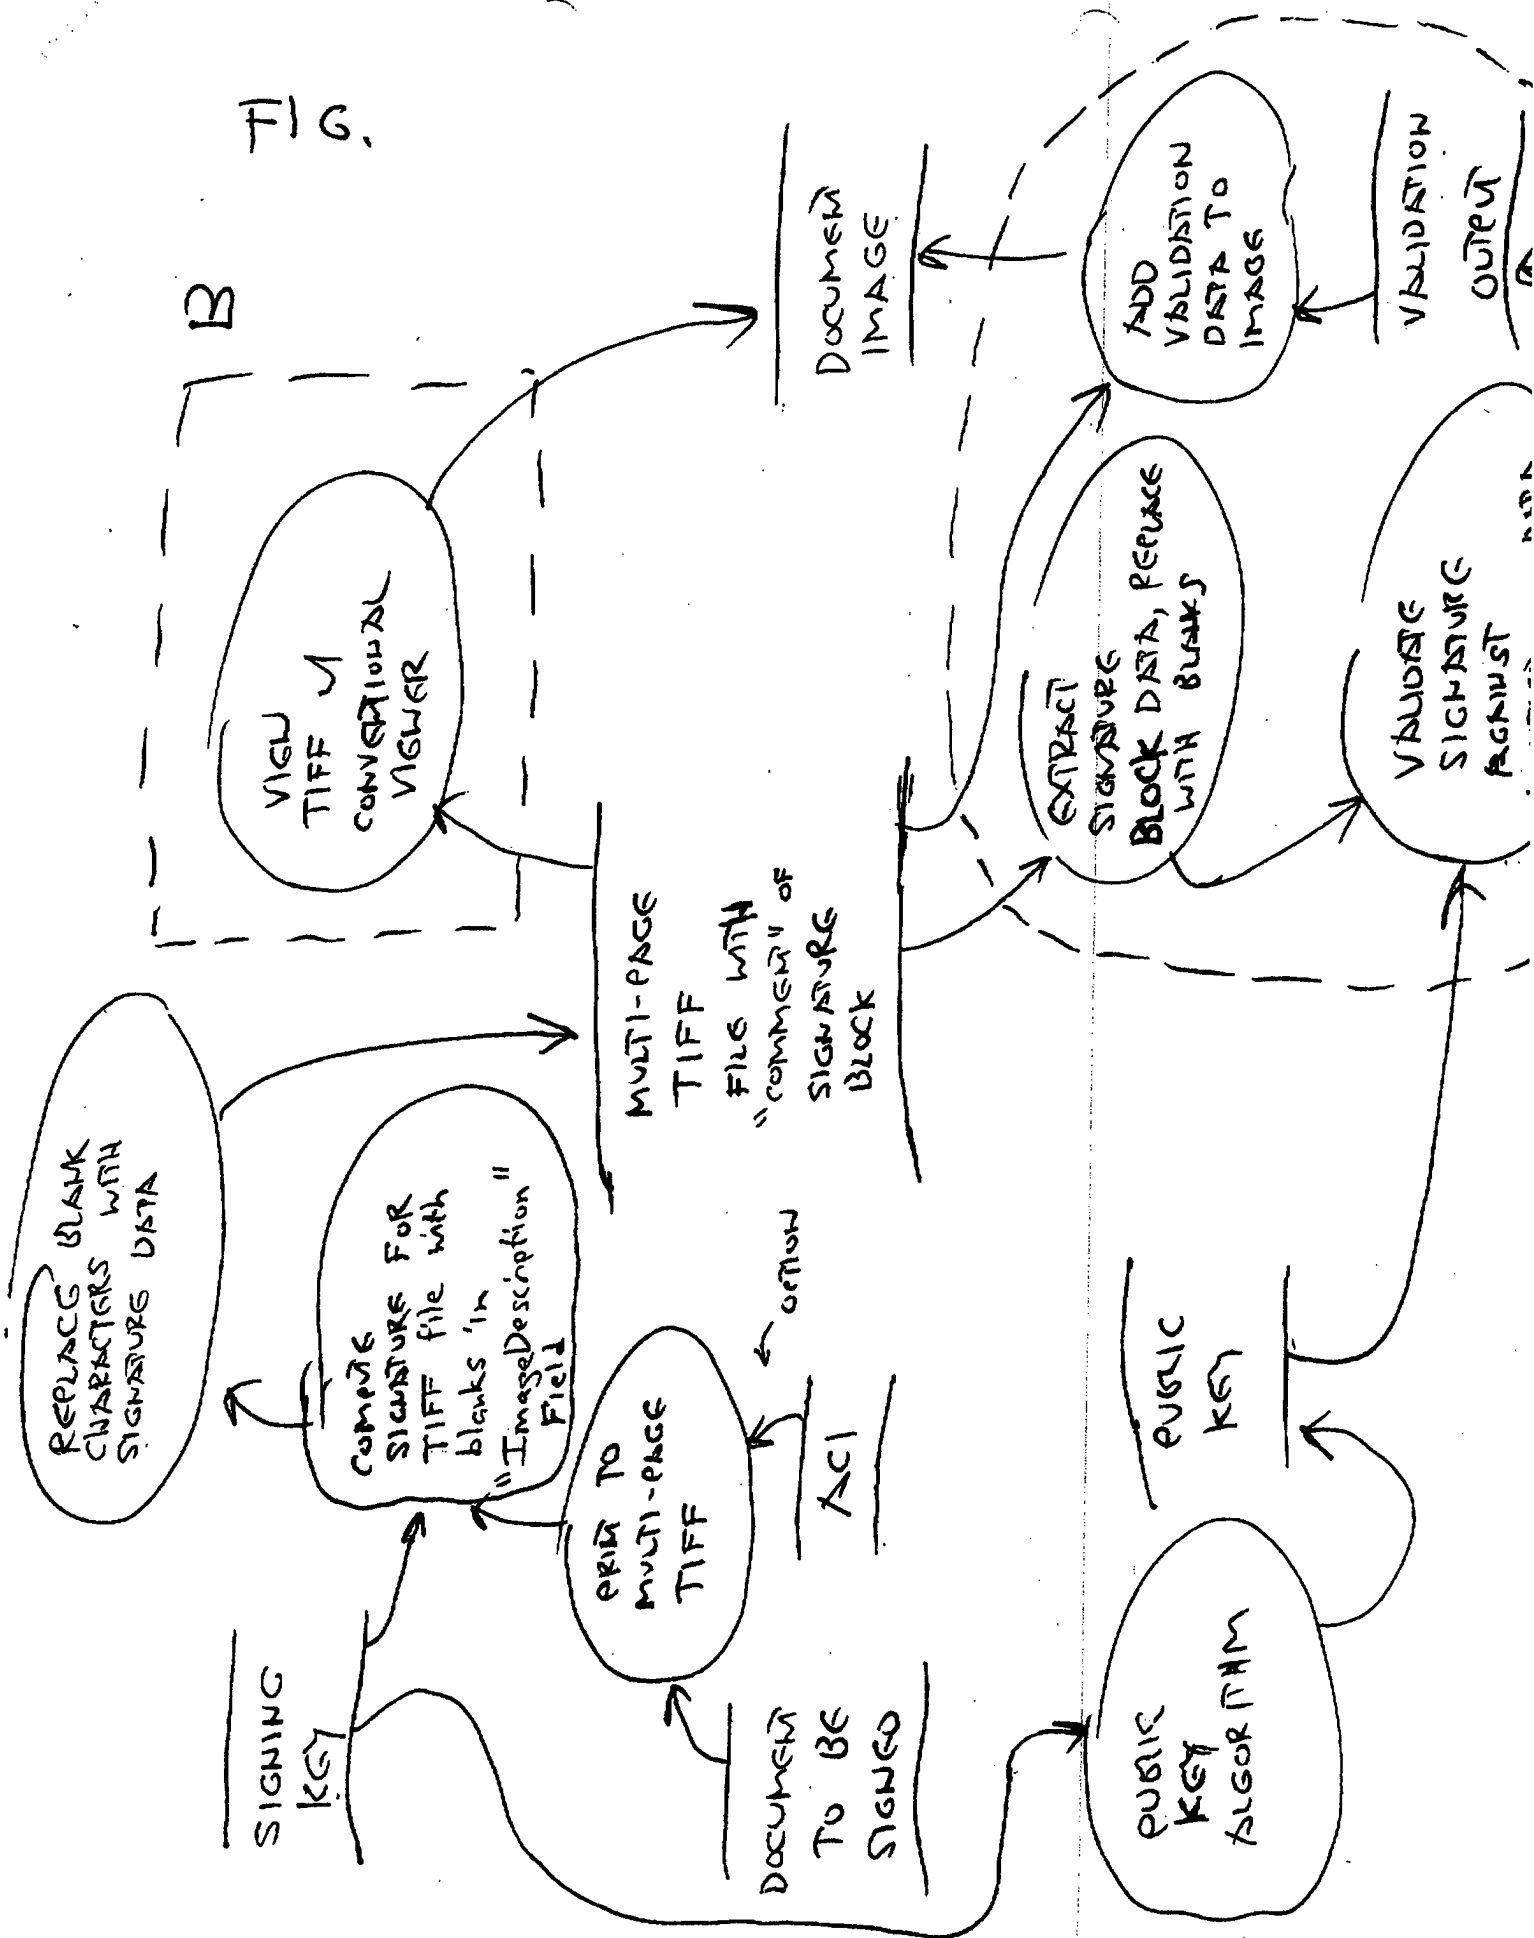 FIG.
B
REPLACE BLANK
CHARACTERS WITH
SIGNATURE DATA
SIGNING
KEY
COMPUTE
SIGNATURE FOR
TIFF file with
blanks in
"ImageDescription"
Field
VIEW
TIFF
CONVENTIONAL
VIEWER
PRINT TO
MULTI-PAGE
TIFF
OPTION
ACI
DOCUMENT
TO BE
SIGNED
MULTI-PAGE
TIFF
FILE WITH
"COMMENT" OF
SIGNATURE
BLOCK
DOCUMENT
IMAGE
PUBLIC
KEY
ALGORITHM
PUBLIC
KEY
EXTRACT
SIGNATURE
BLOCK DATA, REPLACE
WITH BLANKS
ADD
VALIDATION
DATA TO
IMAGE
VALIDATE
SIGNATURE
AGAINST
VALIDATION
OUTPUT